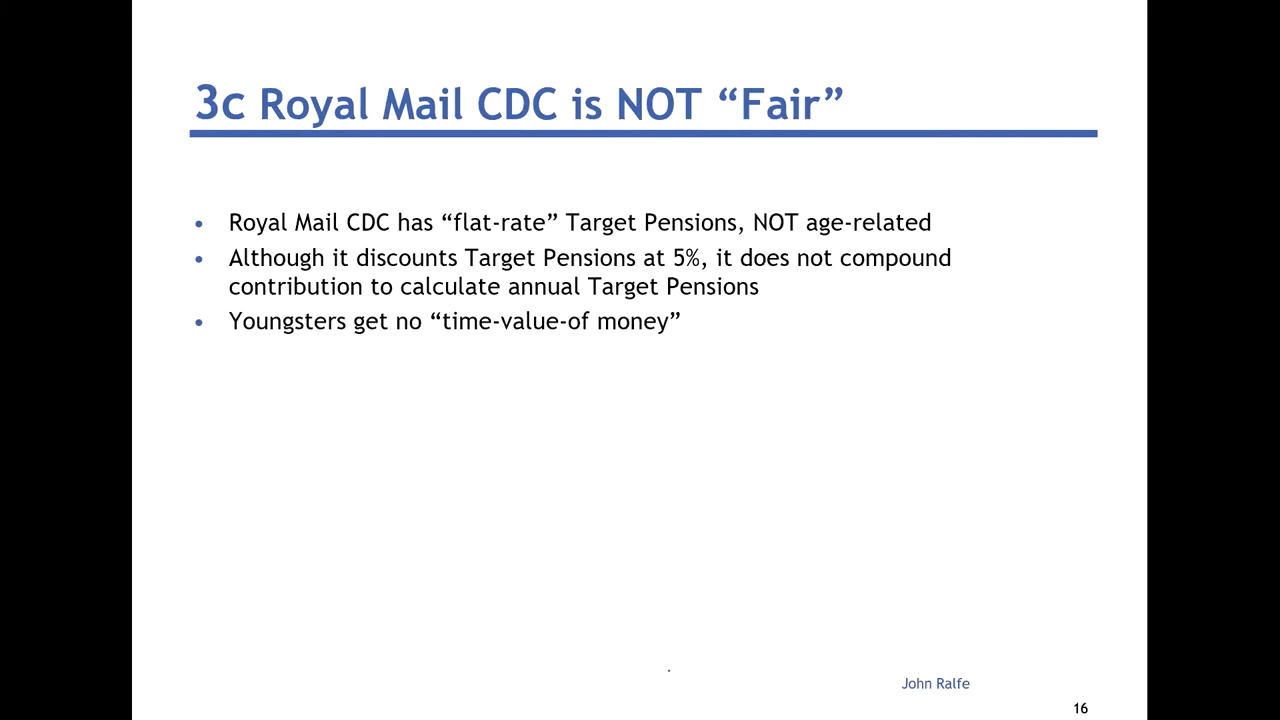 3c Royal Mail CDC is NOT “Fair”
• Royal Mail CDC has “flat-rate” Target Pensions, NOT age-related
• Although it discounts Target Pensions at 5%, it does not compound
contribution to calculate annual Target Pensions
• Youngsters get no “time-value-of money”
.
John Ralfe
16